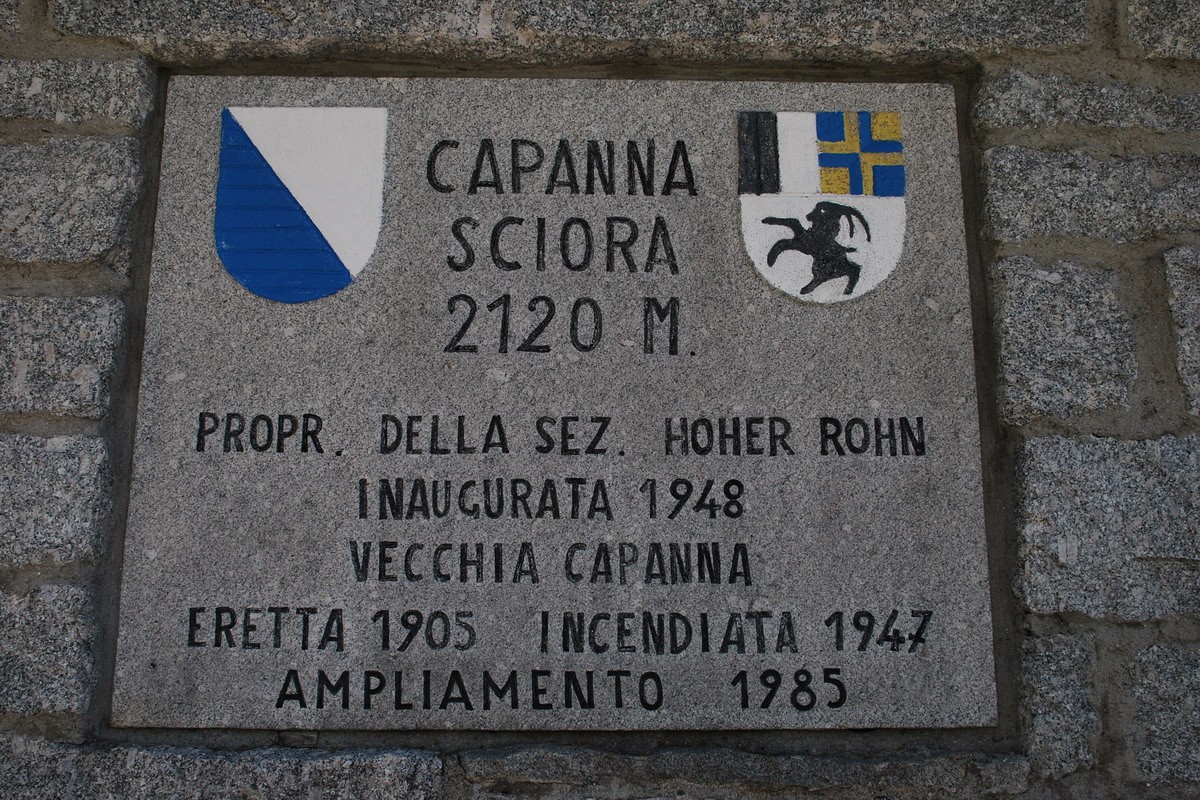 CAPANNA
SCIORA
2120 M.
PROPR. DELLA SEZ. HOHER ROHN
INAUGURATA 1948
VECCHIA CAPANNA
ERETTA 1905 INCENDIATA 1947
AMPLIAMENTO 1985